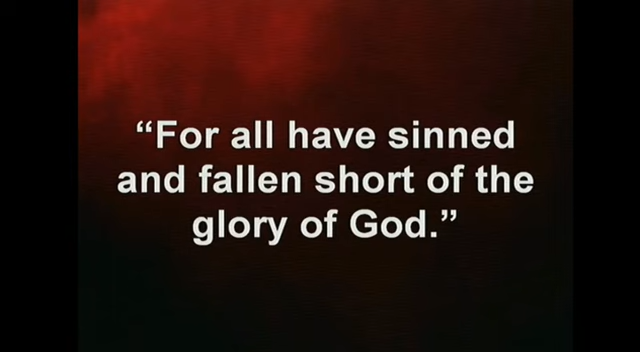 “For all have sinned
and fallen short of the
glory of God.”